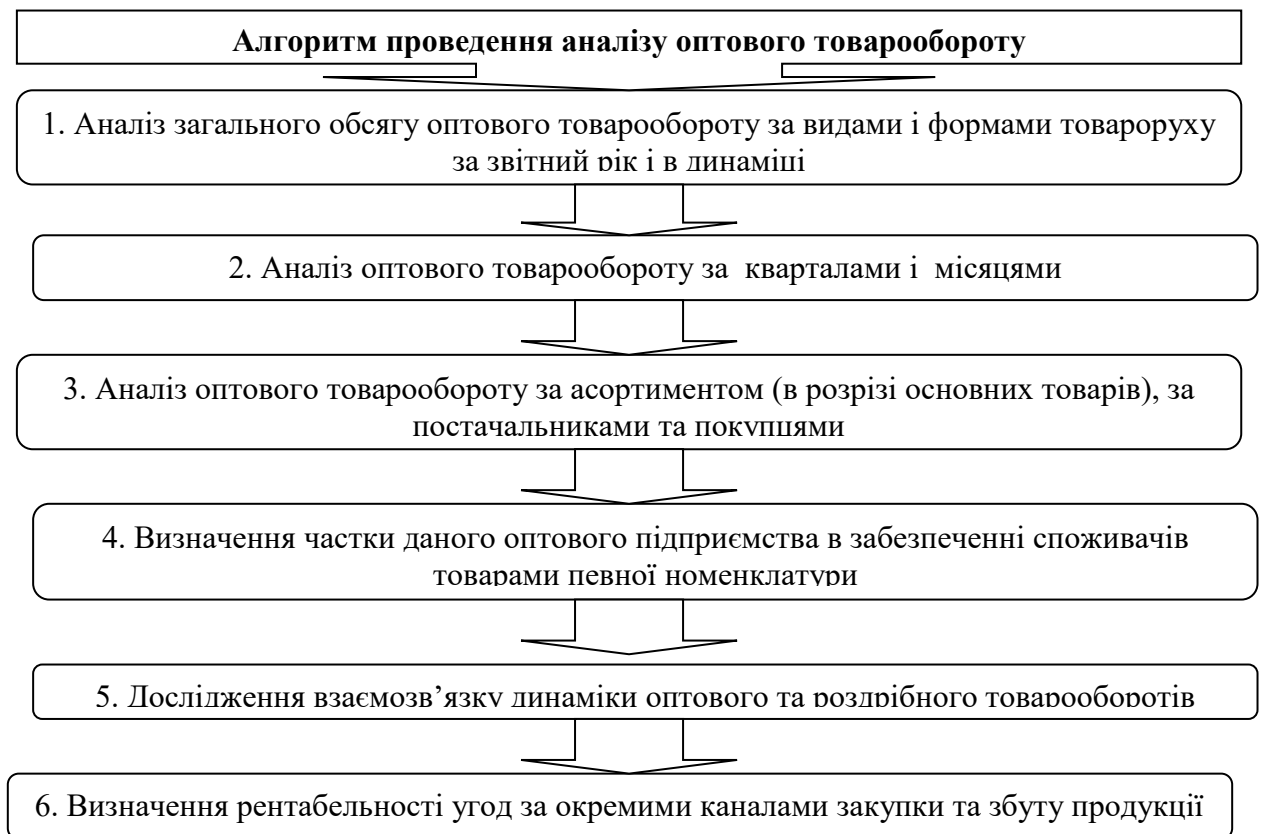 Алгоритм проведення аналізу оптового товарообороту
1. Аналіз загального обсягу оптового товарообороту за видами і формами товароруху
за звітний рік і в динаміці
2. Аналіз оптового товарообороту за кварталами і місяцями
3. Аналіз оптового товарообороту за асортиментом (в розрізі основних товарів), за
постачальниками та покупцями
4. Визначення частки даного оптового підприємства в забезпеченні споживачів
товарами певної номенклатури
5. Дослідження взаємозв’язку динаміки оптового та роздрібного товарооборотів
6. Визначення рентабельності угод за окремими каналами закупки та збуту продукції